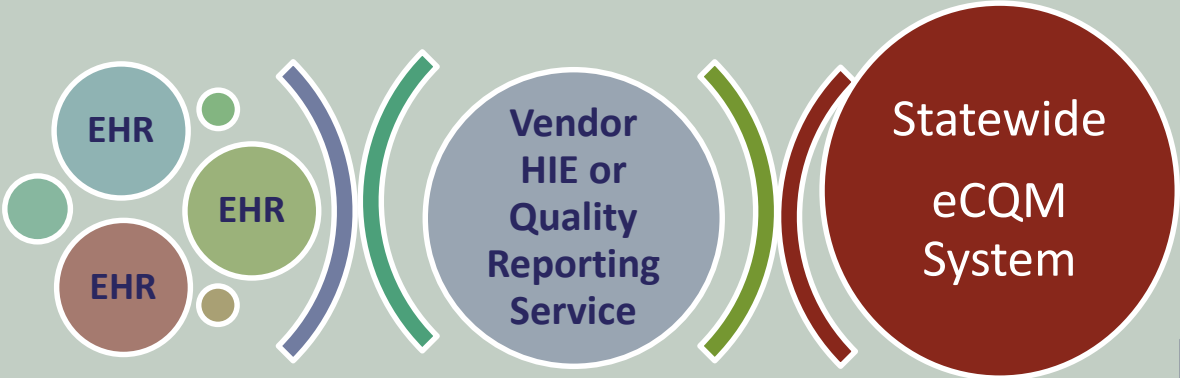 EHR
EHR
EHR
Vendor
HIE or
Quality
Reporting
Service
Statewide
eCQM
System